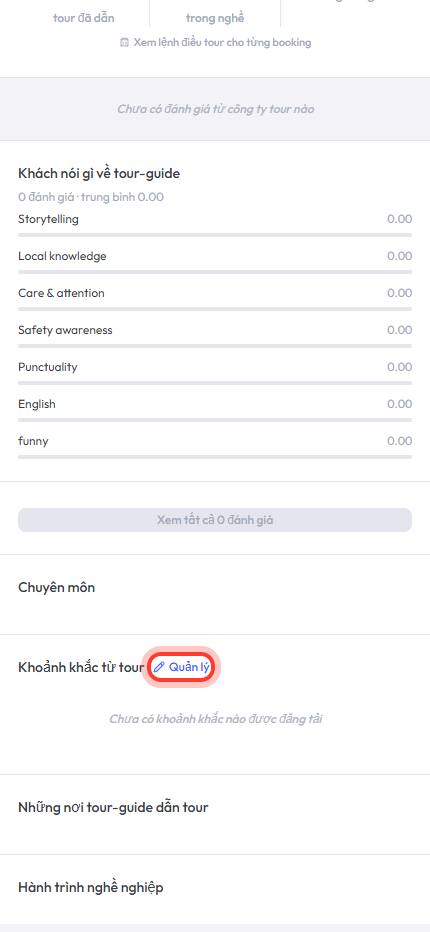 tour đã dẫn
trong nghề
Xem lệnh điều tour cho từng booking
Chưa có đánh giá từ công ty tour nào
Khách nói gì về tour-guide
0 đánh giá · trung bình 0.00
Storytelling 0.00
Local knowledge 0.00
Care & attention 0.00
Safety awareness 0.00
Punctuality 0.00
English 0.00
funny 0.00
Xem tất cả 0 đánh giá
Chuyên môn
Khoảnh khắc từ tour Quản lý
Chưa có khoảnh khắc nào được đăng tải
Những nơi tour-guide dẫn tour
Hành trình nghề nghiệp